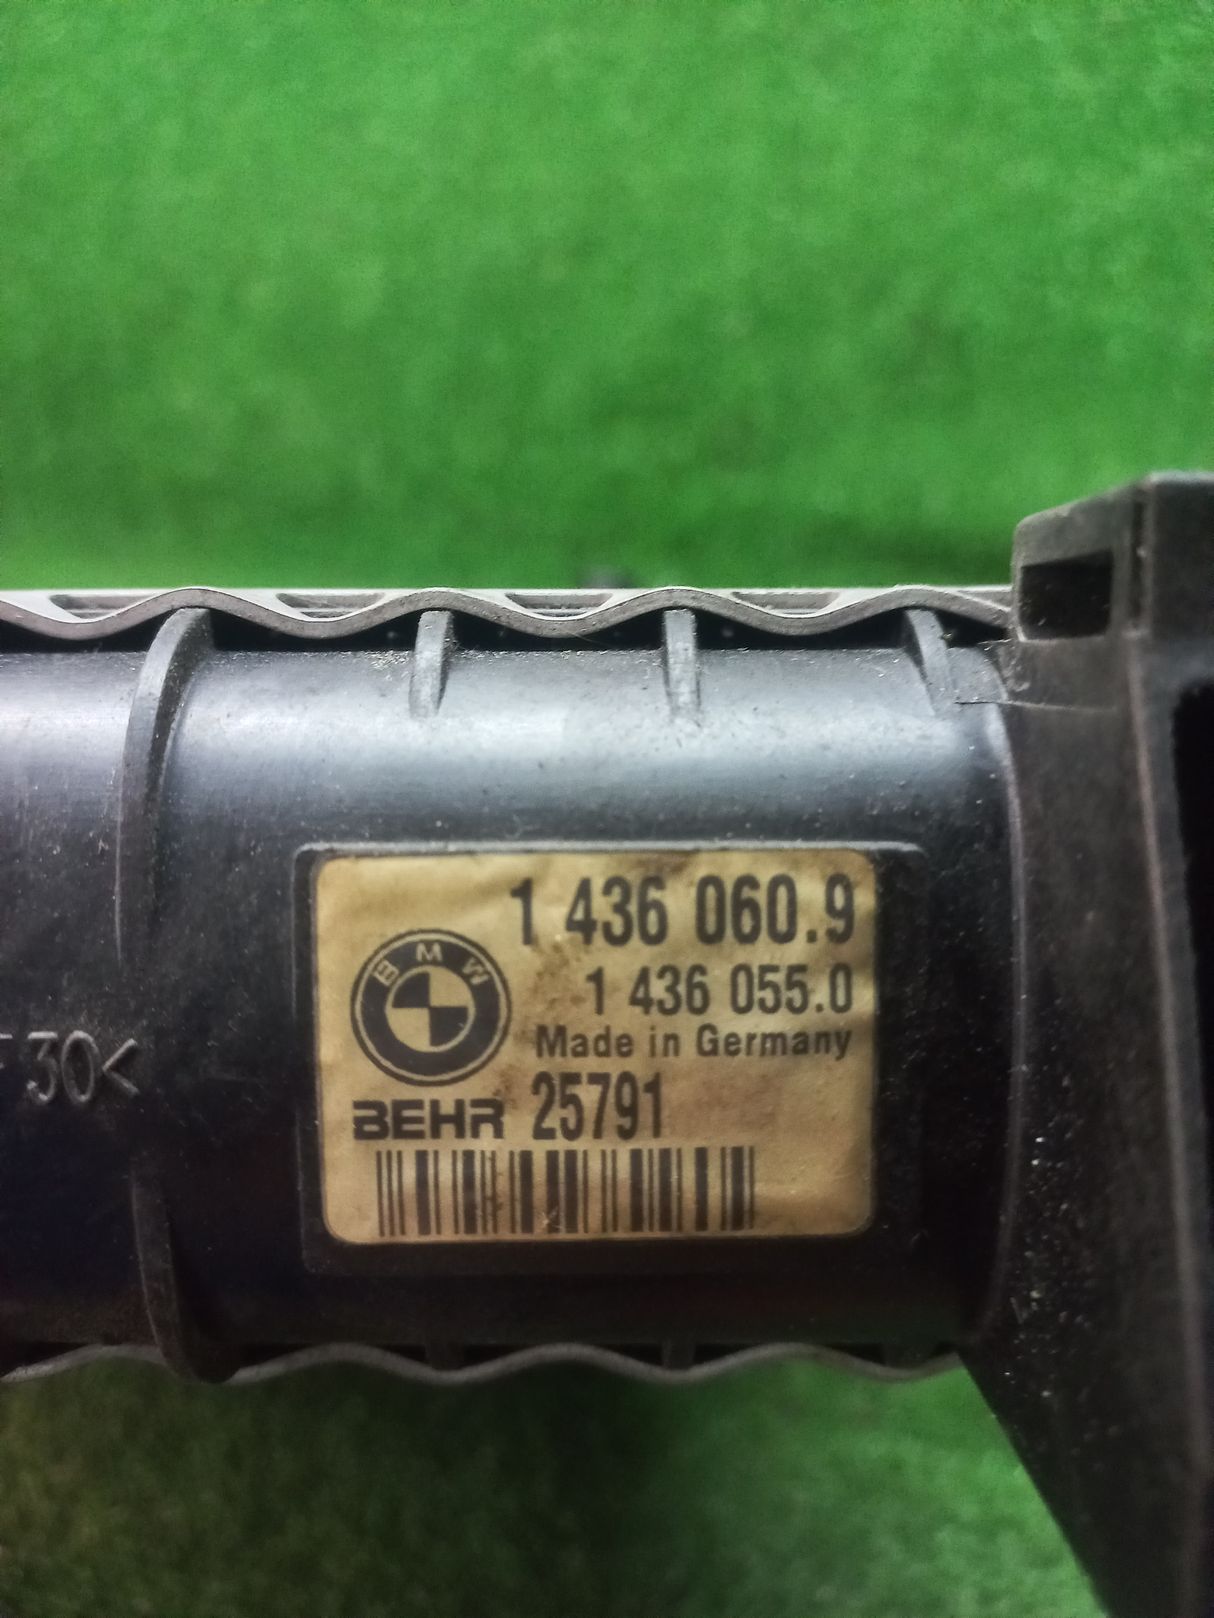 1 436 060.9
BMW
1 436 055.0
Made in Germany
BEHR 25791
30<